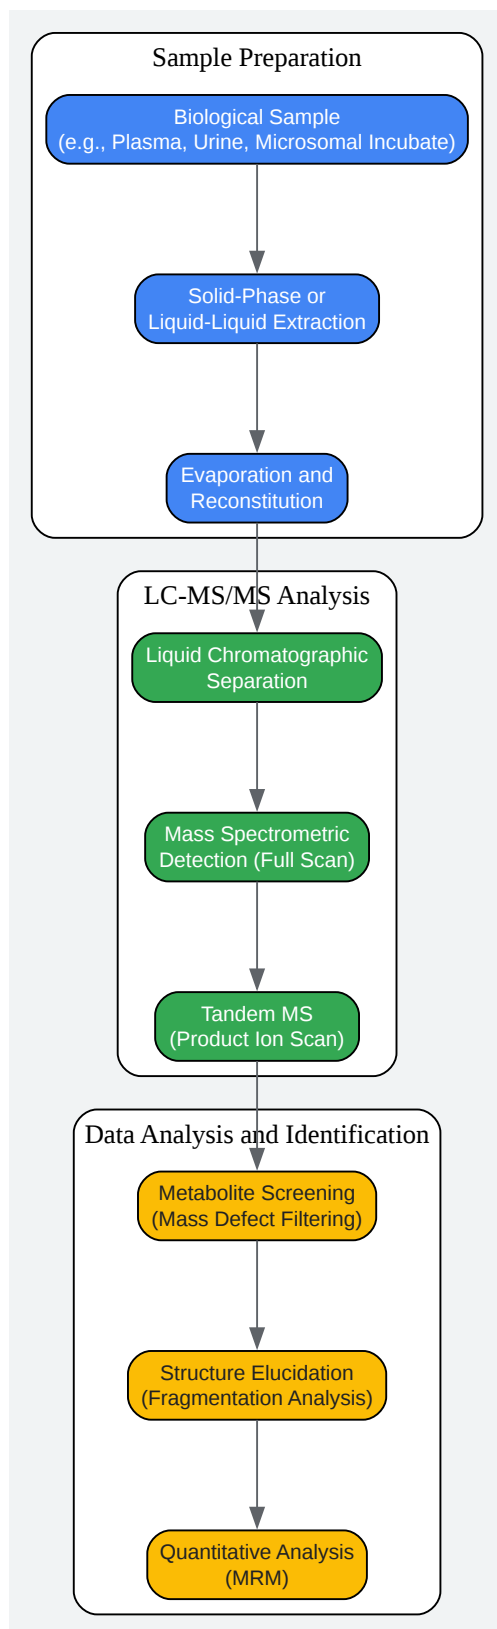 Sample Preparation
Biological Sample
(e.g., Plasma, Urine, Microsomal Incubate)
Solid-Phase or
Liquid-Liquid Extraction
Evaporation and
Reconstitution
LC-MS/MS Analysis
Liquid Chromatographic
Separation
Mass Spectrometric
Detection (Full Scan)
Tandem MS
(Product Ion Scan)
Data Analysis and Identification
Metabolite Screening
(Mass Defect Filtering)
Structure Elucidation
(Fragmentation Analysis)
Quantitative Analysis
(MRM)